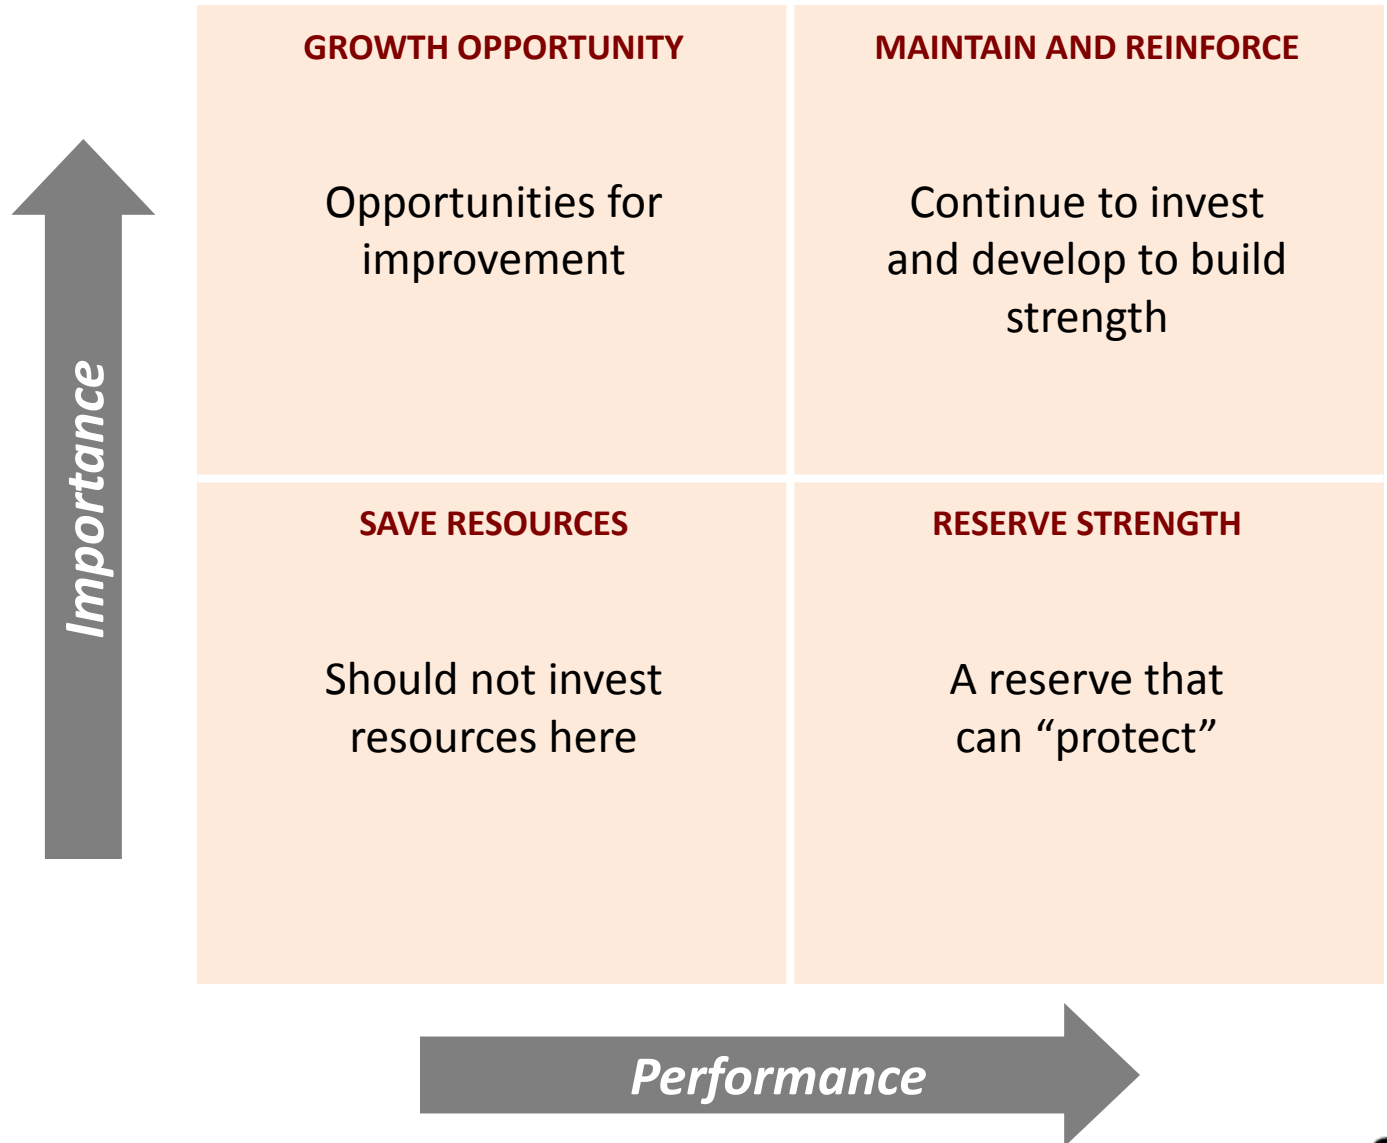 GROWTH OPPORTUNITY
Opportunities for
improvement
MAINTAIN AND REINFORCE
Continue to invest
and develop to build
strength
SAVE RESOURCES
Should not invest
resources here
RESERVE STRENGTH
A reserve that
can “protect”
Importance
Performance